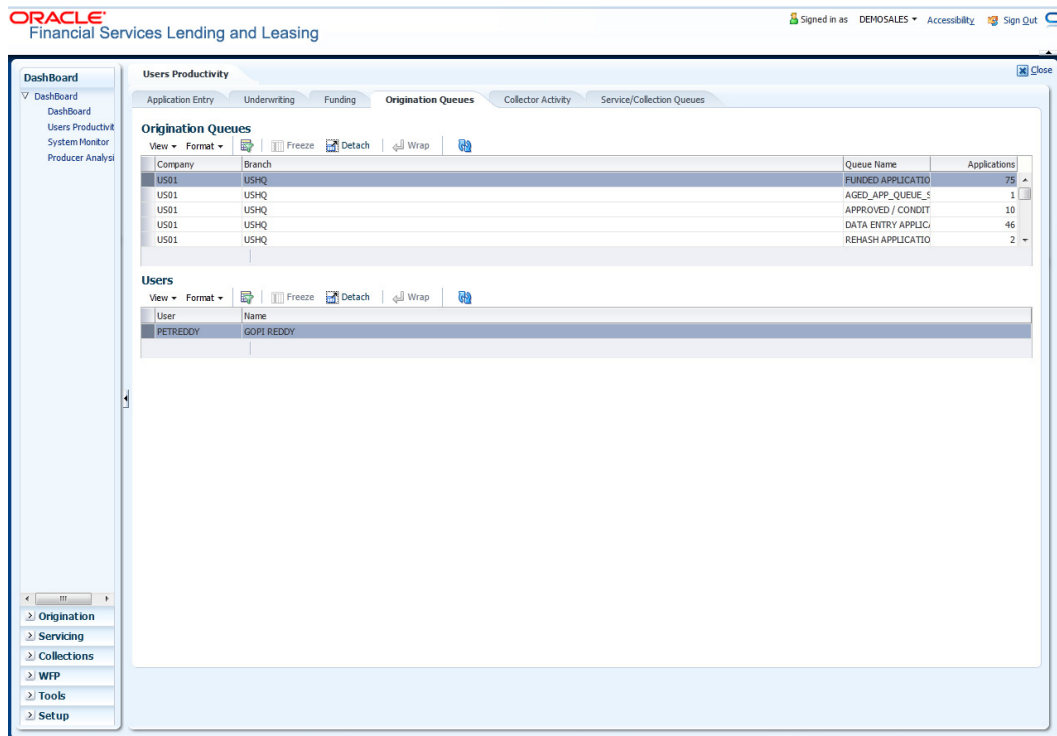 ORACLE
Financial Services Lending and Leasing
Signed in as DEMOSALES Accessibility Sign Out
DashBoard
DashBoard
DashBoard
Users Productivit
System Monitor
Producer Analysi
Users Productivity
Close
Application Entry Underwriting Funding Origination Queues Collector Activity Service/Collection Queues
Origination Queues
View Format Freeze Detach Wrap
Company Branch Queue Name Applications
US01 USHQ FUNDED APPLICATIO 75
US01 USHQ AGED_APP_QUEUE_S 1
US01 USHQ APPROVED / CONDIT 10
US01 USHQ DATA ENTRY APPLIC 46
US01 USHQ REHASH APPLICATIO 2
Users
View Format Freeze Detach Wrap
User Name
PETREDDY GOPI REDDY
Origination
Servicing
Collections
WFP
Tools
Setup